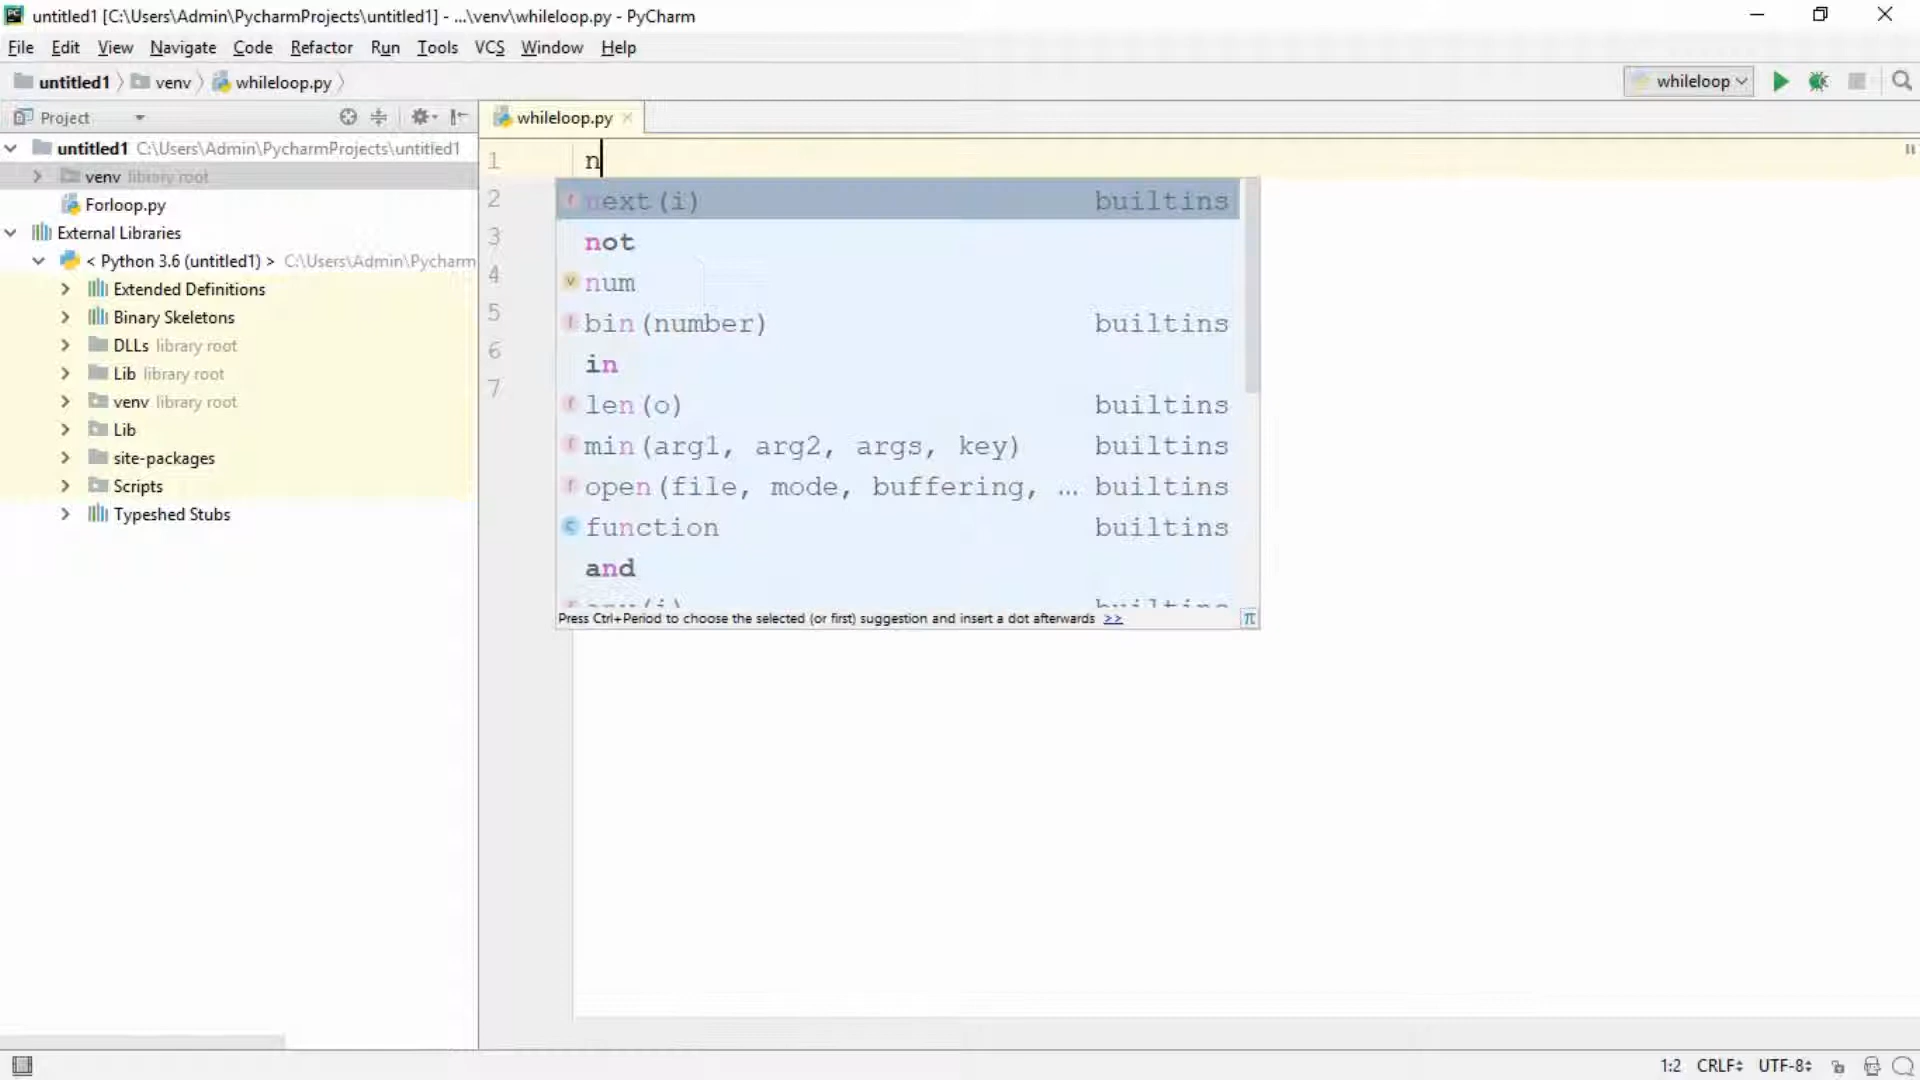 untitled1 [C:\Users\Admin\PycharmProjects\untitled1] - ...\venv\whileloop.py - PyCharm
File Edit View Navigate Code Refactor Run Tools VCS Window Help
untitled1 venv whileloop.py
whileloop
Project
whileloop.py
untitled1 C:\Users\Admin\PycharmProjects\untitled1
venv library root
Forloop.py
External Libraries
< Python 3.6 (untitled1) > C:\Users\Admin\Pycharm
Extended Definitions
Binary Skeletons
DLLs library root
Lib library root
venv library root
Lib
site-packages
Scripts
Typeshed Stubs
1 n
2
3
4
5
6
7
next(i) builtins
not
num
bin(number) builtins
in
len(o) builtins
min(arg1, arg2, args, key) builtins
open(file, mode, buffering, ... builtins
function builtins
and
Press Ctrl+Period to choose the selected (or first) suggestion and insert a dot afterwards >>
π
1:2 CRLF UTF-8